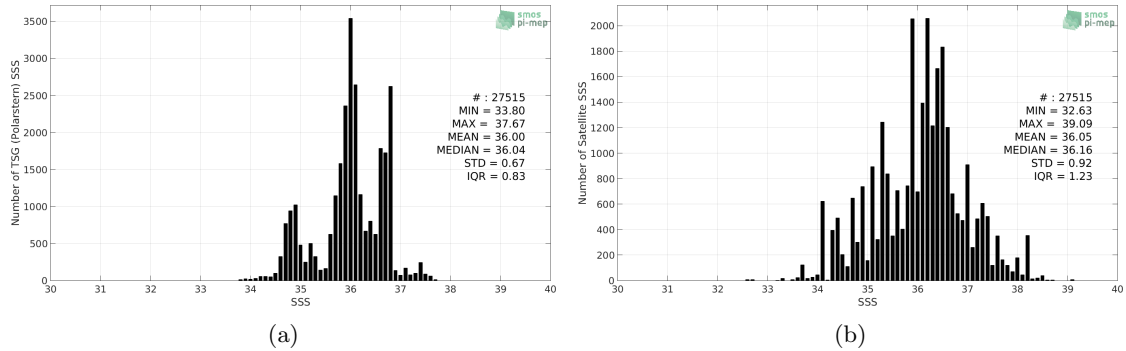 smos
pi-mep
Number of TSG (Polarstern) SSS
3500
3000
2500
2000
1500
1000
500
0
# : 27515
MIN = 33.80
MAX = 37.67
MEAN = 36.00
MEDIAN = 36.04
STD = 0.67
IQR = 0.83
30 31 32 33 34 35 36 37 38 39 40
SSS
(a)
smos
pi-mep
Number of Satellite SSS
2000
1800
1600
1400
1200
1000
800
600
400
200
0
# : 27515
MIN = 32.63
MAX = 39.09
MEAN = 36.05
MEDIAN = 36.16
STD = 0.92
IQR = 1.23
30 31 32 33 34 35 36 37 38 39 40
SSS
(b)